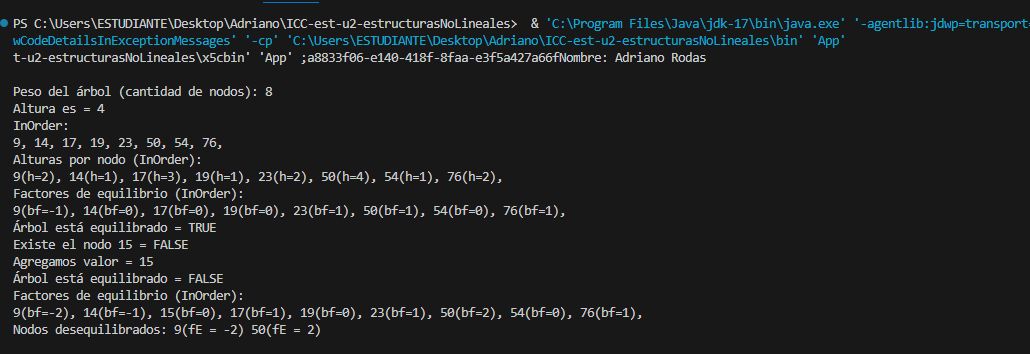 PS C:\Users\ESTUDIANTE\Desktop\Adriano\ICC-est-u2-estructurasNoLineales>  & 'C:\Program Files\Java\jdk-17\bin\java.exe' '-agentlib:jdwp=transport=
wCodeDetailsInExceptionMessages' '-cp' 'C:\Users\ESTUDIANTE\Desktop\Adriano\ICC-est-u2-estructurasNoLineales\bin' 'App'
t-u2-estructurasNoLineales\x5cbin' 'App' ;a8833f06-e140-418f-8faa-e3f5a427a66fNombre: Adriano Rodas
Peso del árbol (cantidad de nodos): 8
Altura es = 4
InOrder:
9, 14, 17, 19, 23, 50, 54, 76,
Alturas por nodo (InOrder):
9(h=2), 14(h=1), 17(h=3), 19(h=1), 23(h=2), 50(h=4), 54(h=1), 76(h=2),
Factores de equilibrio (InOrder):
9(bf=-1), 14(bf=0), 17(bf=0), 19(bf=0), 23(bf=1), 50(bf=1), 54(bf=0), 76(bf=1),
Árbol está equilibrado = TRUE
Existe el nodo 15 = FALSE
Agregamos valor = 15
Árbol está equilibrado = FALSE
Factores de equilibrio (InOrder):
9(bf=-2), 14(bf=-1), 15(bf=0), 17(bf=1), 19(bf=0), 23(bf=1), 50(bf=2), 54(bf=0), 76(bf=1),
Nodos desequilibrados: 9(fE = -2) 50(fE = 2)